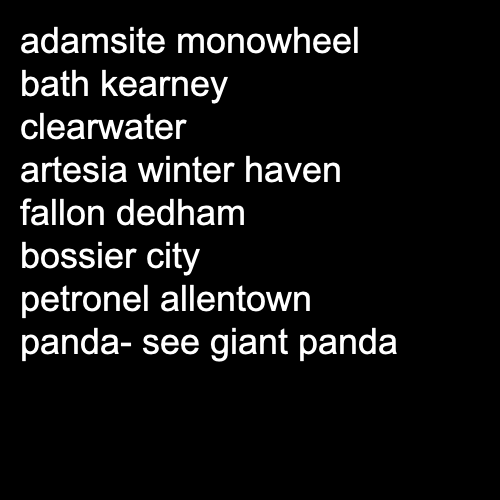 adamsite monowheel
bath kearney
clearwater
artesia winter haven
fallon dedham
bossier city
petronel allentown
panda- see giant panda